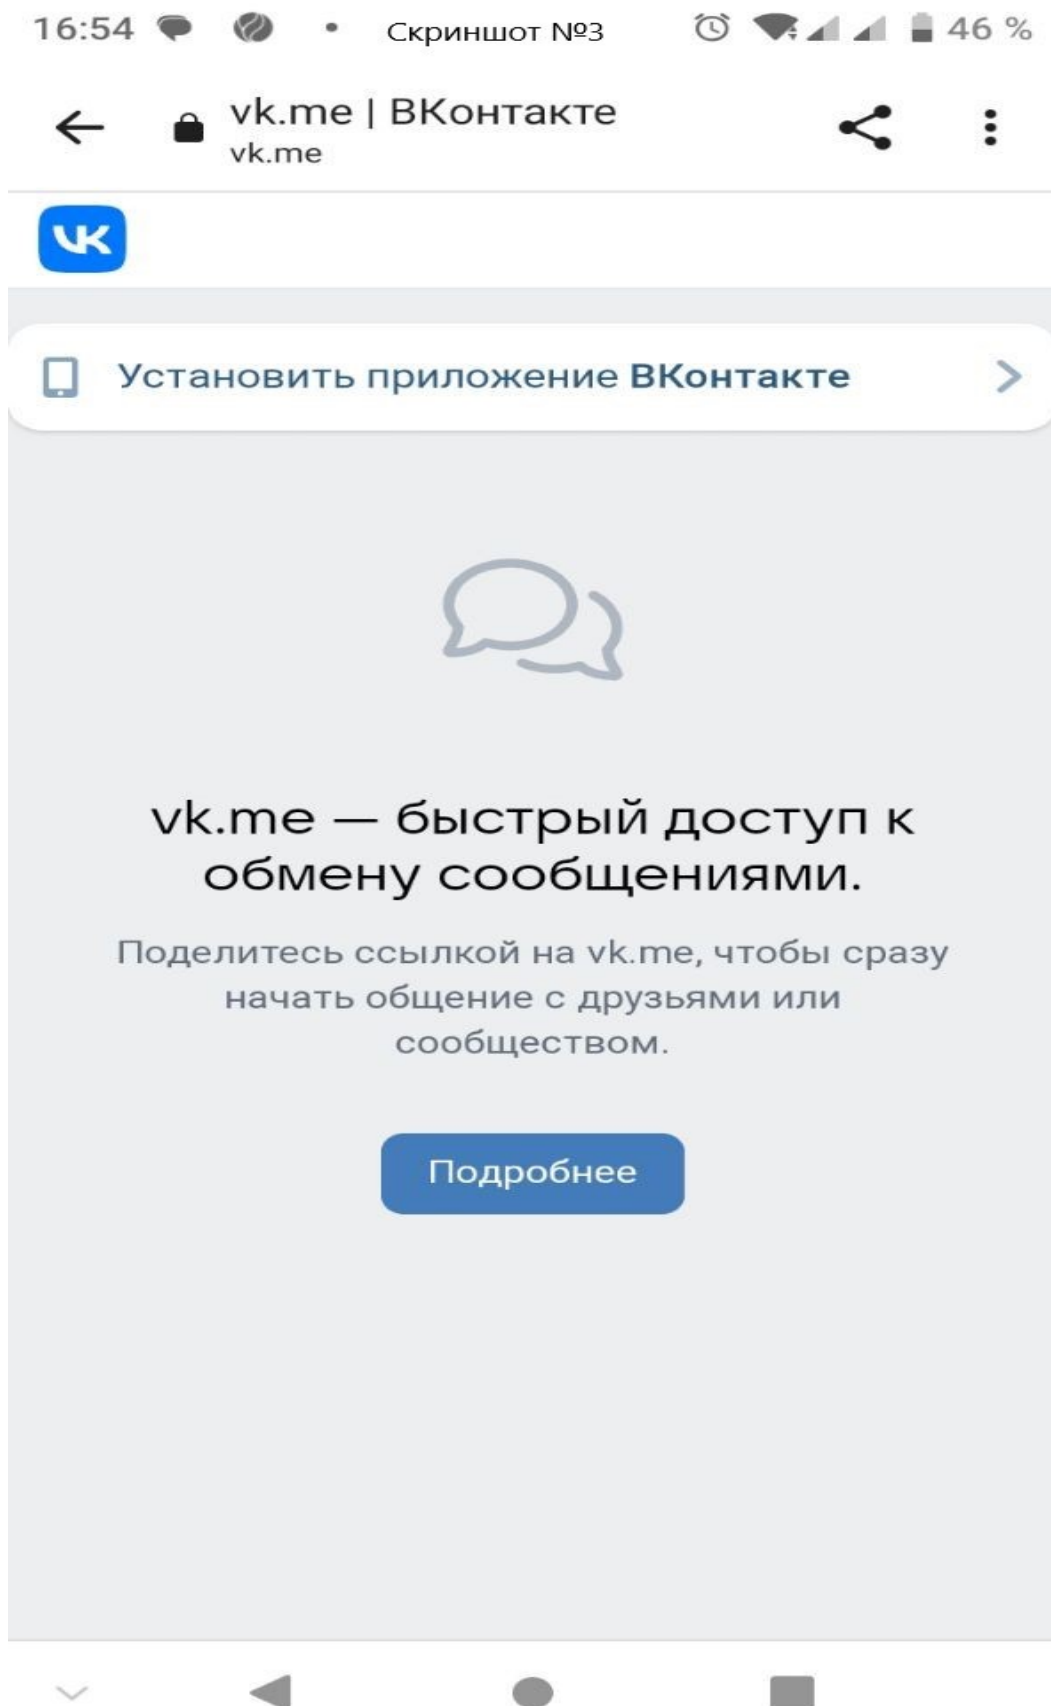 16:54 Скриншот №3 46 %
vk.me | ВКонтакте
vk.me
VK
Установить приложение ВКонтакте
vk.me — быстрый доступ к
обмену сообщениями.
Поделитесь ссылкой на vk.me, чтобы сразу
начать общение с друзьями или
сообществом.
Подробнее